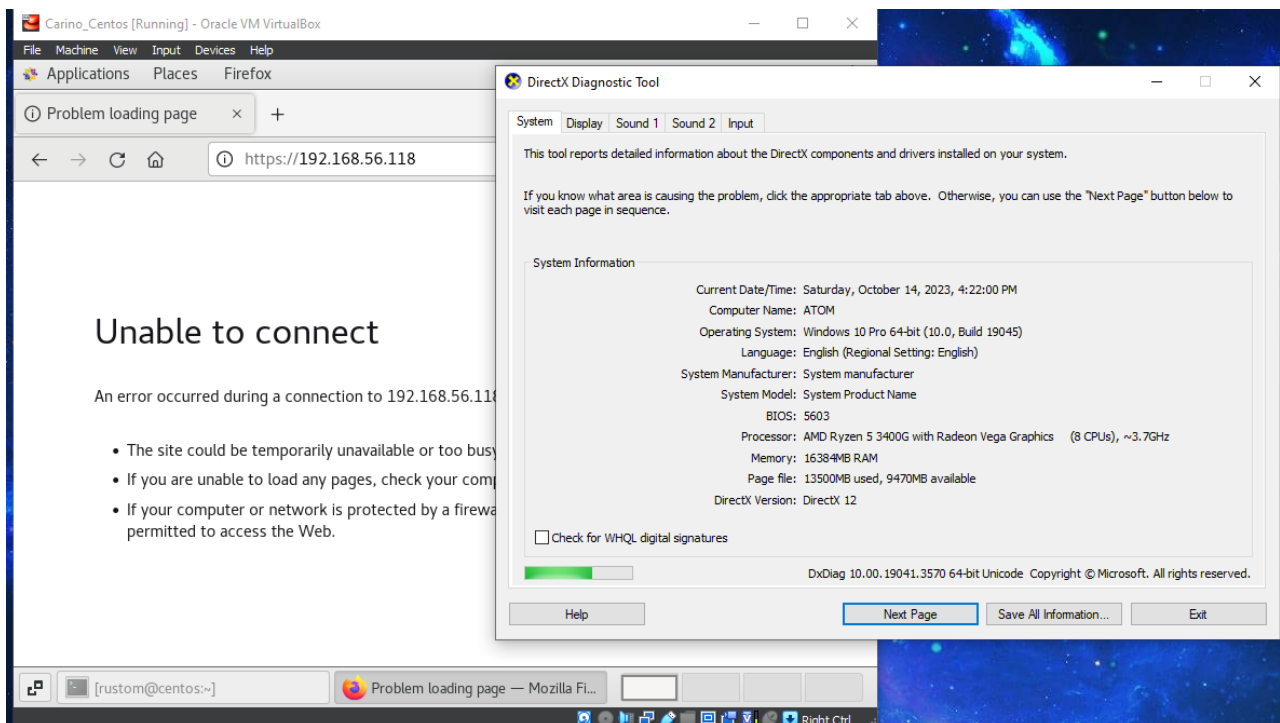 Carino_Centos [Running] - Oracle VM VirtualBox
File Machine View Input Devices Help
Applications Places Firefox
Problem loading page
https://192.168.56.118
Unable to connect
An error occurred during a connection to 192.168.56.118
• The site could be temporarily unavailable or too busy
• If you are unable to load any pages, check your com
• If your computer or network is protected by a firewa
permitted to access the Web.
[rustom@centos:~]
Problem loading page — Mozilla Fi...
Right Ctrl
DirectX Diagnostic Tool
System Display Sound 1 Sound 2 Input
This tool reports detailed information about the DirectX components and drivers installed on your system.
If you know what area is causing the problem, click the appropriate tab above. Otherwise, you can use the "Next Page" button below to
visit each page in sequence.
System Information
Current Date/Time: Saturday, October 14, 2023, 4:22:00 PM
Computer Name: ATOM
Operating System: Windows 10 Pro 64-bit (10.0, Build 19045)
Language: English (Regional Setting: English)
System Manufacturer: System manufacturer
System Model: System Product Name
BIOS: 5603
Processor: AMD Ryzen 5 3400G with Radeon Vega Graphics (8 CPUs), ~3.7GHz
Memory: 16384MB RAM
Page file: 13500MB used, 9470MB available
DirectX Version: DirectX 12
Check for WHQL digital signatures
DxDiag 10.00.19041.3570 64-bit Unicode Copyright © Microsoft. All rights reserved.
Help
Next Page
Save All Information...
Exit